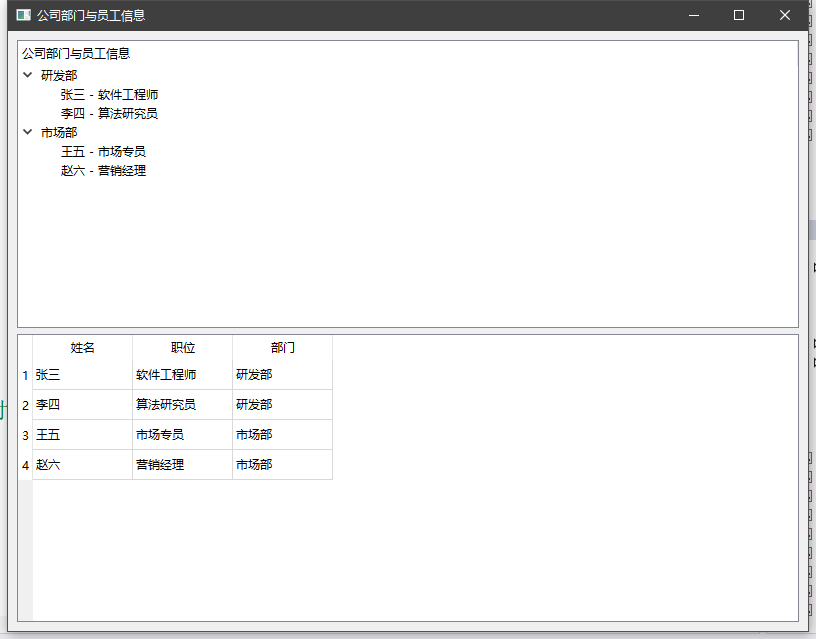 公司部门与员工信息
公司部门与员工信息
研发部
张三 - 软件工程师
李四 - 算法研究员
市场部
王五 - 市场专员
赵六 - 营销经理
姓名 职位 部门
1 张三 软件工程师 研发部
2 李四 算法研究员 研发部
3 王五 市场专员 市场部
4 赵六 营销经理 市场部